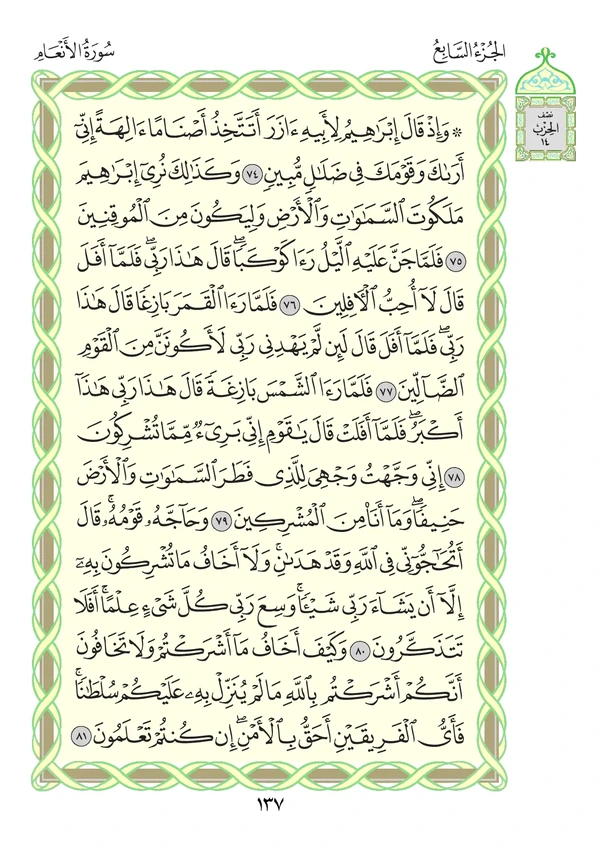 الجُزْءُ السَّابِعُ
سُورَةُ الأَنْعَامِ
نصف
الحِزْب
١٤
۞ وَإِذْ قَالَ إِبْرَٰهِيمُ لِأَبِيهِ ءَازَرَ أَتَتَّخِذُ أَصْنَامًا ءَالِهَةً إِنِّىٓ
أَرَىٰكَ وَقَوْمَكَ فِى ضَلَٰلٍ مُّبِينٍ ٧٤ وَكَذَٰلِكَ نُرِىٓ إِبْرَٰهِيمَ
مَلَكُوتَ ٱلسَّمَٰوَٰتِ وَٱلْأَرْضِ وَلِيَكُونَ مِنَ ٱلْمُوقِنِينَ
٧٥ فَلَمَّا جَنَّ عَلَيْهِ ٱلَّيْلُ رَءَا كَوْكَبًا ۖ قَالَ هَٰذَا رَبِّى ۖ فَلَمَّآ أَفَلَ
قَالَ لَآ أُحِبُّ ٱلْءَافِلِينَ ٧٦ فَلَمَّا رَءَا ٱلْقَمَرَ بَازِغًا قَالَ هَٰذَا
رَبِّى ۖ فَلَمَّآ أَفَلَ قَالَ لَئِن لَّمْ يَهْدِنِى رَبِّى لَأَكُونَنَّ مِنَ ٱلْقَوْمِ
ٱلضَّآلِّينَ ٧٧ فَلَمَّا رَءَا ٱلشَّمْسَ بَازِغَةً قَالَ هَٰذَا رَبِّى هَٰذَآ
أَكْبَرُ ۖ فَلَمَّآ أَفَلَتْ قَالَ يَٰقَوْمِ إِنِّى بَرِىٓءٌ مِّمَّا تُشْرِكُونَ
٧٨ إِنِّى وَجَّهْتُ وَجْهِىَ لِلَّذِى فَطَرَ ٱلسَّمَٰوَٰتِ وَٱلْأَرْضَ
حَنِيفًا ۖ وَمَآ أَنَا۠ مِنَ ٱلْمُشْرِكِينَ ٧٩ وَحَآجَّهُۥ قَوْمُهُۥ ۚ قَالَ
أَتُحَٰٓجُّوٓنِّى فِى ٱللَّهِ وَقَدْ هَدَىٰنِ ۚ وَلَآ أَخَافُ مَا تُشْرِكُونَ بِهِۦٓ
إِلَّآ أَن يَشَآءَ رَبِّى شَيْـًٔا ۗ وَسِعَ رَبِّى كُلَّ شَىْءٍ عِلْمًا ۗ أَفَلَا
تَتَذَكَّرُونَ ٨٠ وَكَيْفَ أَخَافُ مَآ أَشْرَكْتُمْ وَلَا تَخَافُونَ
أَنَّكُمْ أَشْرَكْتُم بِٱللَّهِ مَا لَمْ يُنَزِّلْ بِهِۦ عَلَيْكُمْ سُلْطَٰنًا ۚ
فَأَىُّ ٱلْفَرِيقَيْنِ أَحَقُّ بِٱلْأَمْنِ ۖ إِن كُنتُمْ تَعْلَمُونَ ٨١
١٣٧